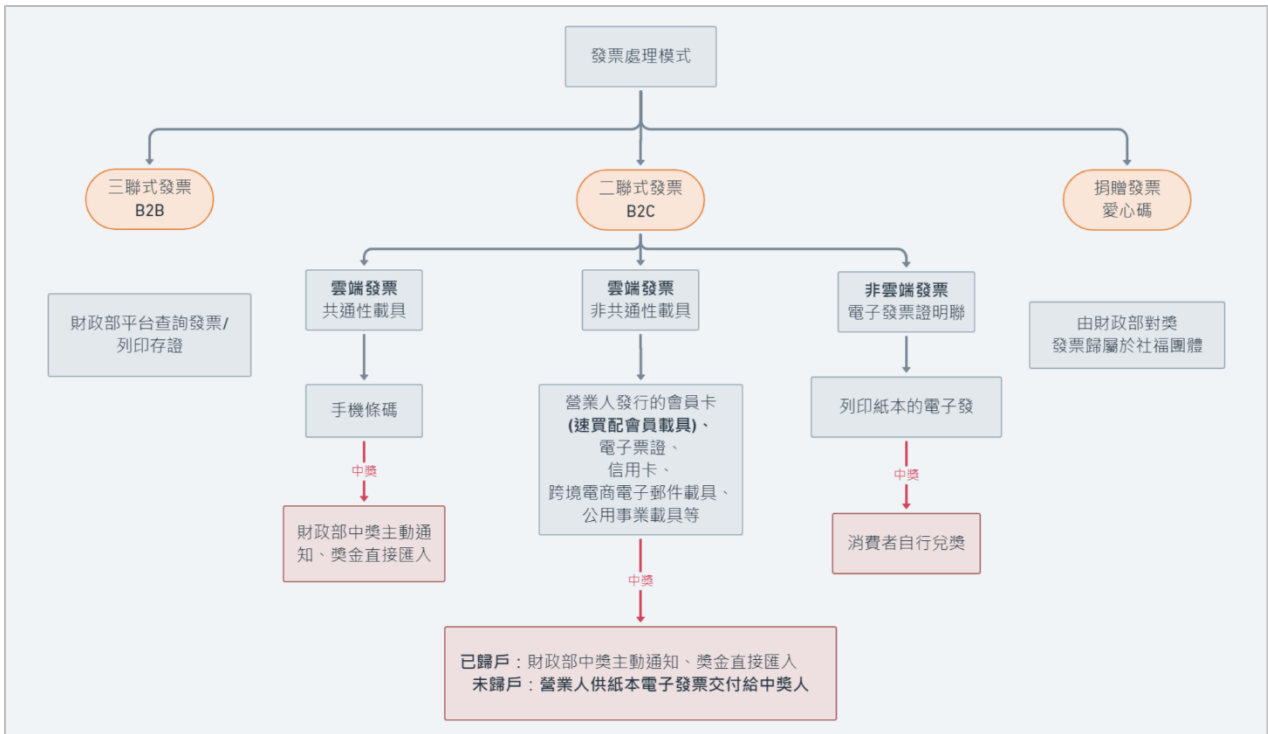 發票處理模式
三聯式發票
B2B
二聯式發票
B2C
捐贈發票
愛心碼
財政部平台查詢發票/
列印存證
雲端發票
共通性載具
雲端發票
非共通性載具
非雲端發票
電子發票證明聯
由財政部對獎
發票歸屬於社福團體
手機條碼
營業人發行的會員卡
(速買配會員載具)、
電子票證、
信用卡、
跨境電商電子郵件載具、
公用事業載具等
列印紙本的電子發
中獎
中獎
財政部中獎主動通
知、獎金直接匯入
消費者自行兌獎
中獎
已歸戶：財政部中獎主動通知、獎金直接匯入
未歸戶：營業人供紙本電子發票交付給中獎人